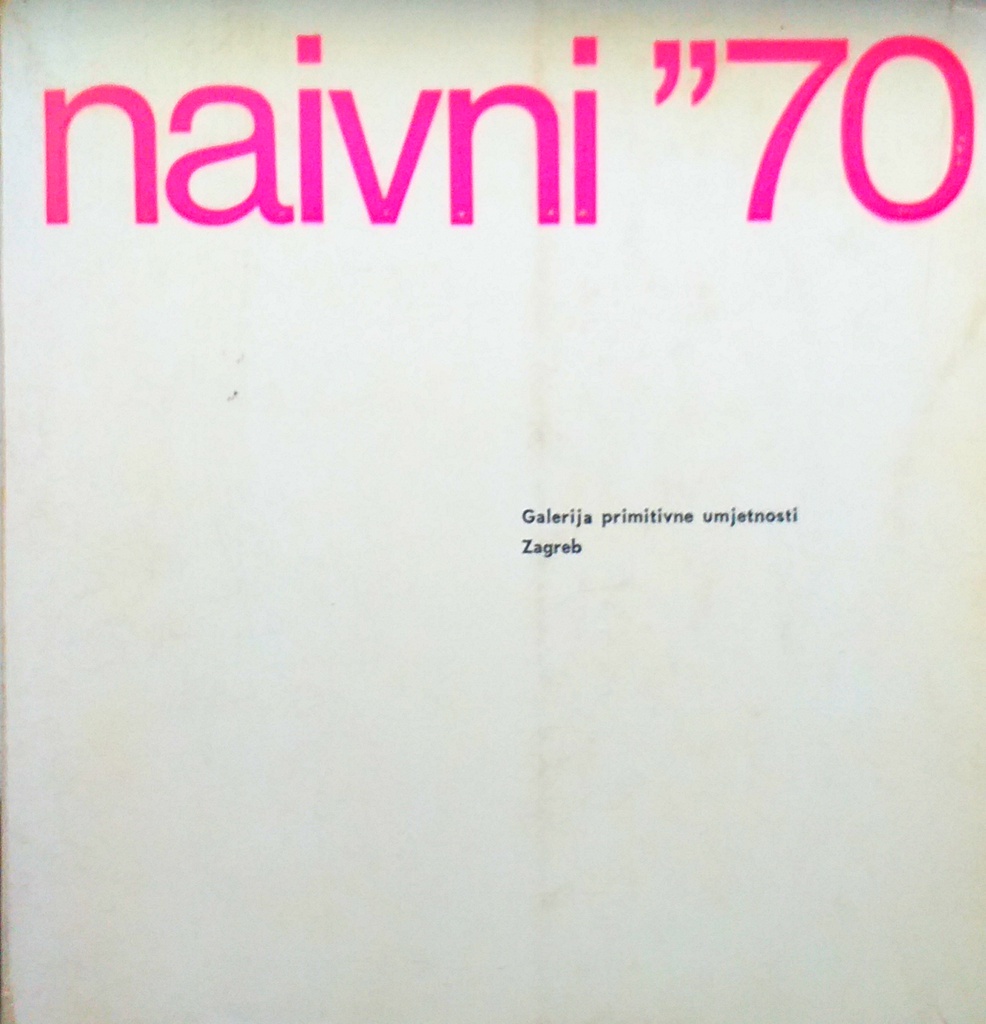 naivni ”70
Galerija primitivne umjetnosti
Zagreb